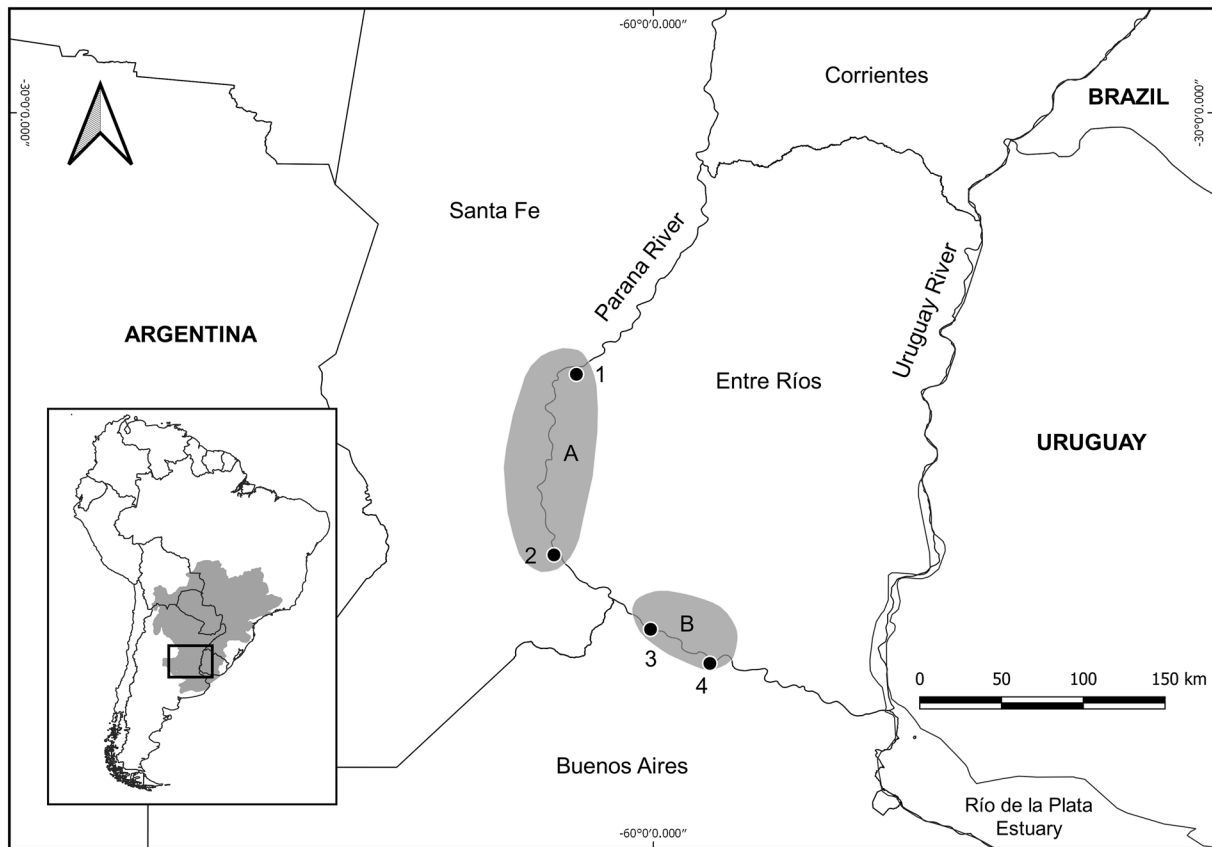 -60°0'0.000"
Corrientes
BRAZIL
-30°0'0.000"
-30°0'0.000"
Santa Fe
Parana River
Uruguay River
ARGENTINA
1
Entre Ríos
A
URUGUAY
2
B
3
4
0 50 100 150 km
Buenos Aires
Río de la Plata
Estuary
-60°0'0.000"